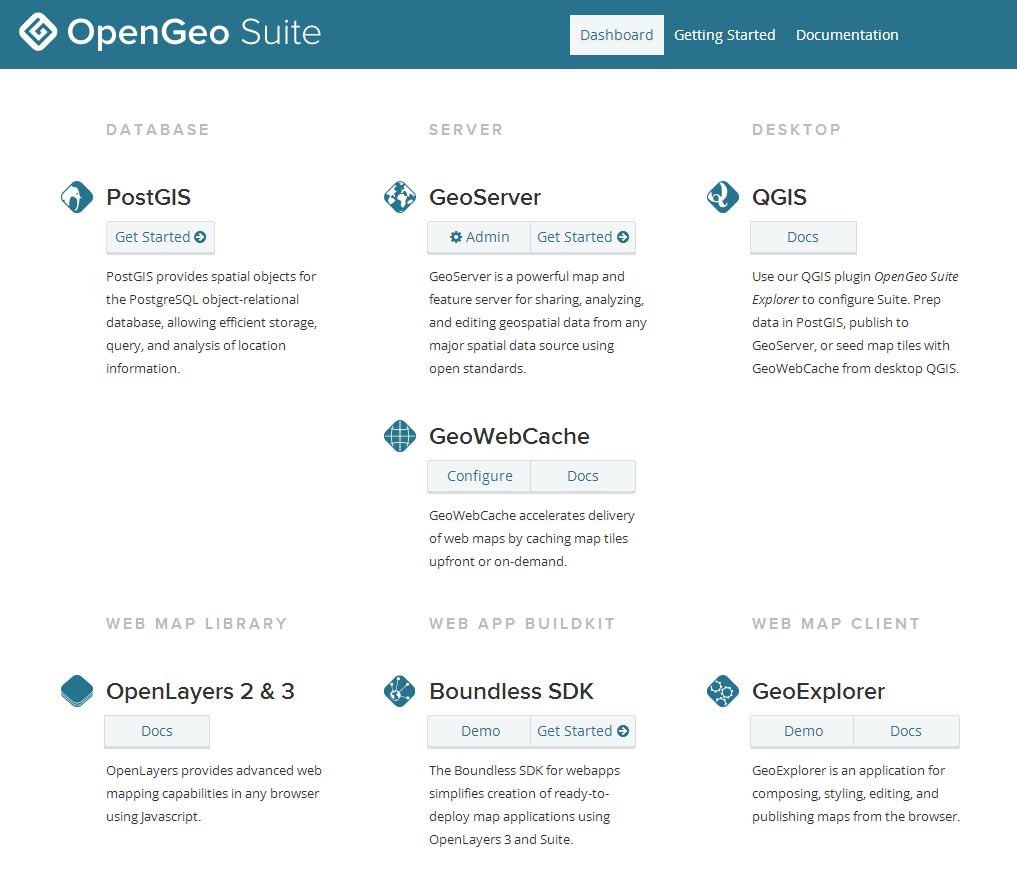 OpenGeo Suite
Dashboard
Getting Started
Documentation
DATABASE
PostGIS
Get Started
PostGIS provides spatial objects for
the PostgreSQL object-relational
database, allowing efficient storage,
query, and analysis of location
information.
SERVER
GeoServer
Admin
Get Started
GeoServer is a powerful map and
feature server for sharing, analyzing,
and editing geospatial data from any
major spatial data source using
open standards.
GeoWebCache
Configure
Docs
GeoWebCache accelerates delivery
of web maps by caching map tiles
upfront or on-demand.
DESKTOP
QGIS
Docs
Use our QGIS plugin OpenGeo Suite
Explorer to configure Suite. Prep
data in PostGIS, publish to
GeoServer, or seed map tiles with
GeoWebCache from desktop QGIS.
WEB MAP LIBRARY
OpenLayers 2 & 3
Docs
OpenLayers provides advanced web
mapping capabilities in any browser
using Javascript.
WEB APP BUILDKIT
Boundless SDK
Demo
Get Started
The Boundless SDK for webapps
simplifies creation of ready-to-
deploy map applications using
OpenLayers 3 and Suite.
WEB MAP CLIENT
GeoExplorer
Demo
Docs
GeoExplorer is an application for
composing, styling, editing, and
publishing maps from the browser.